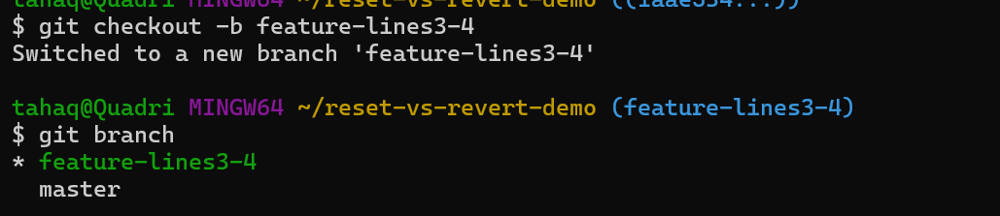 tahaq@Quadri MINGW64 ~/reset-vs-revert-demo
$ git checkout -b feature-lines3-4
Switched to a new branch 'feature-lines3-4'
tahaq@Quadri MINGW64 ~/reset-vs-revert-demo (feature-lines3-4)
$ git branch
* feature-lines3-4
master